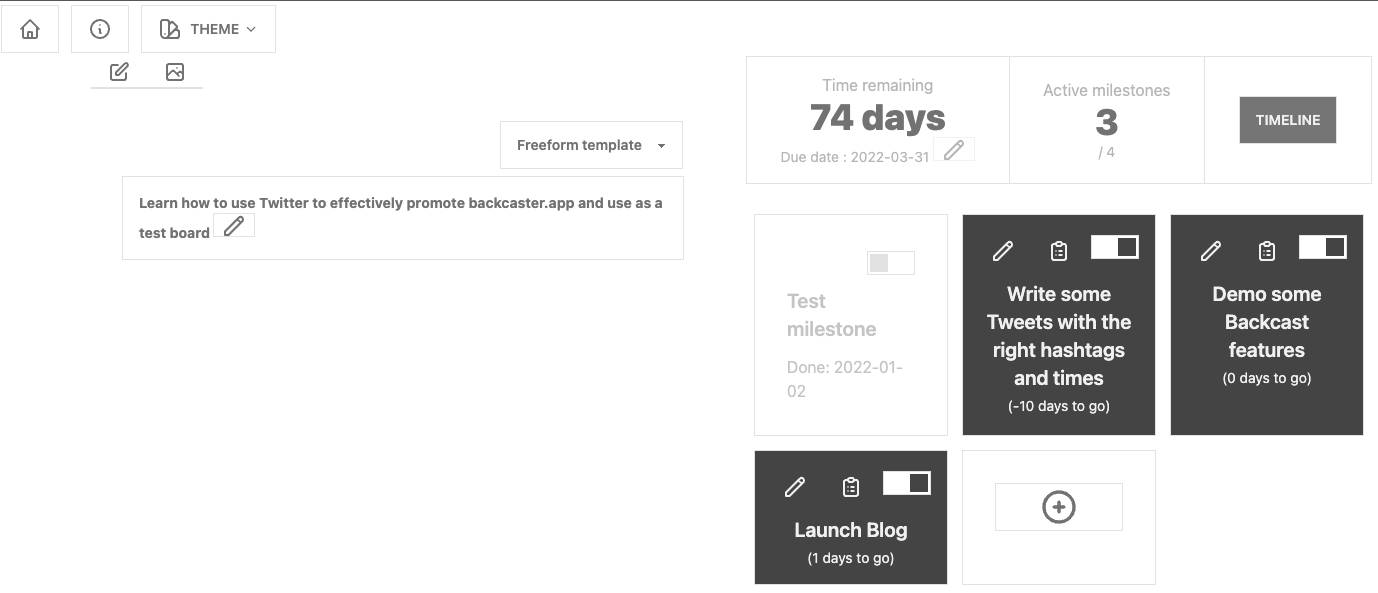 THEME
Freeform template
Learn how to use Twitter to effectively promote backcaster.app and use as a
test board
Time remaining
74 days
Due date : 2022-03-31
Active milestones
3
/ 4
TIMELINE
Test
milestone
Done: 2022-01-
02
Write some
Tweets with the
right hashtags
and times
(-10 days to go)
Demo some
Backcast
features
(0 days to go)
Launch Blog
(1 days to go)